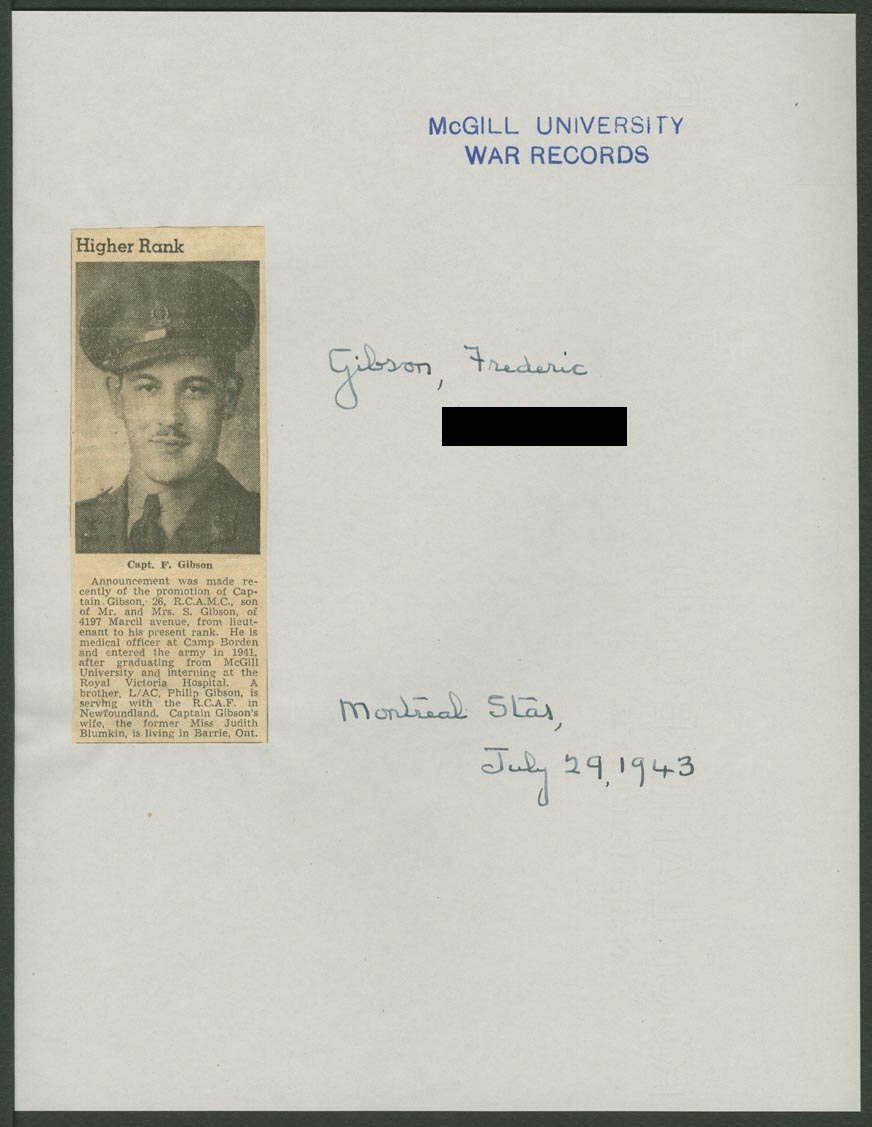 McGILL UNIVERSITY
WAR RECORDS
Higher Rank
Gibson, Frederic
Capt. F. Gibson
Announcement was made re-
cently of the promotion of Cap-
tain Gibson, 26, R.C.A.M.C., son
of Mr. and Mrs. S. Gibson, of
4197 Marcil avenue, from lieut-
enant to his present rank. He is
medical officer at Camp Borden
and entered the army in 1941,
after graduating from McGill
University and interning at the
Royal Victoria Hospital. A
brother, L/AC. Philip Gibson, is
serving with the R.C.A.F. in
Newfoundland. Captain Gibson's
wife, the former Miss Judith
Blumkin, is living in Barrie, Ont.
Montreal Star,
July 29, 1943